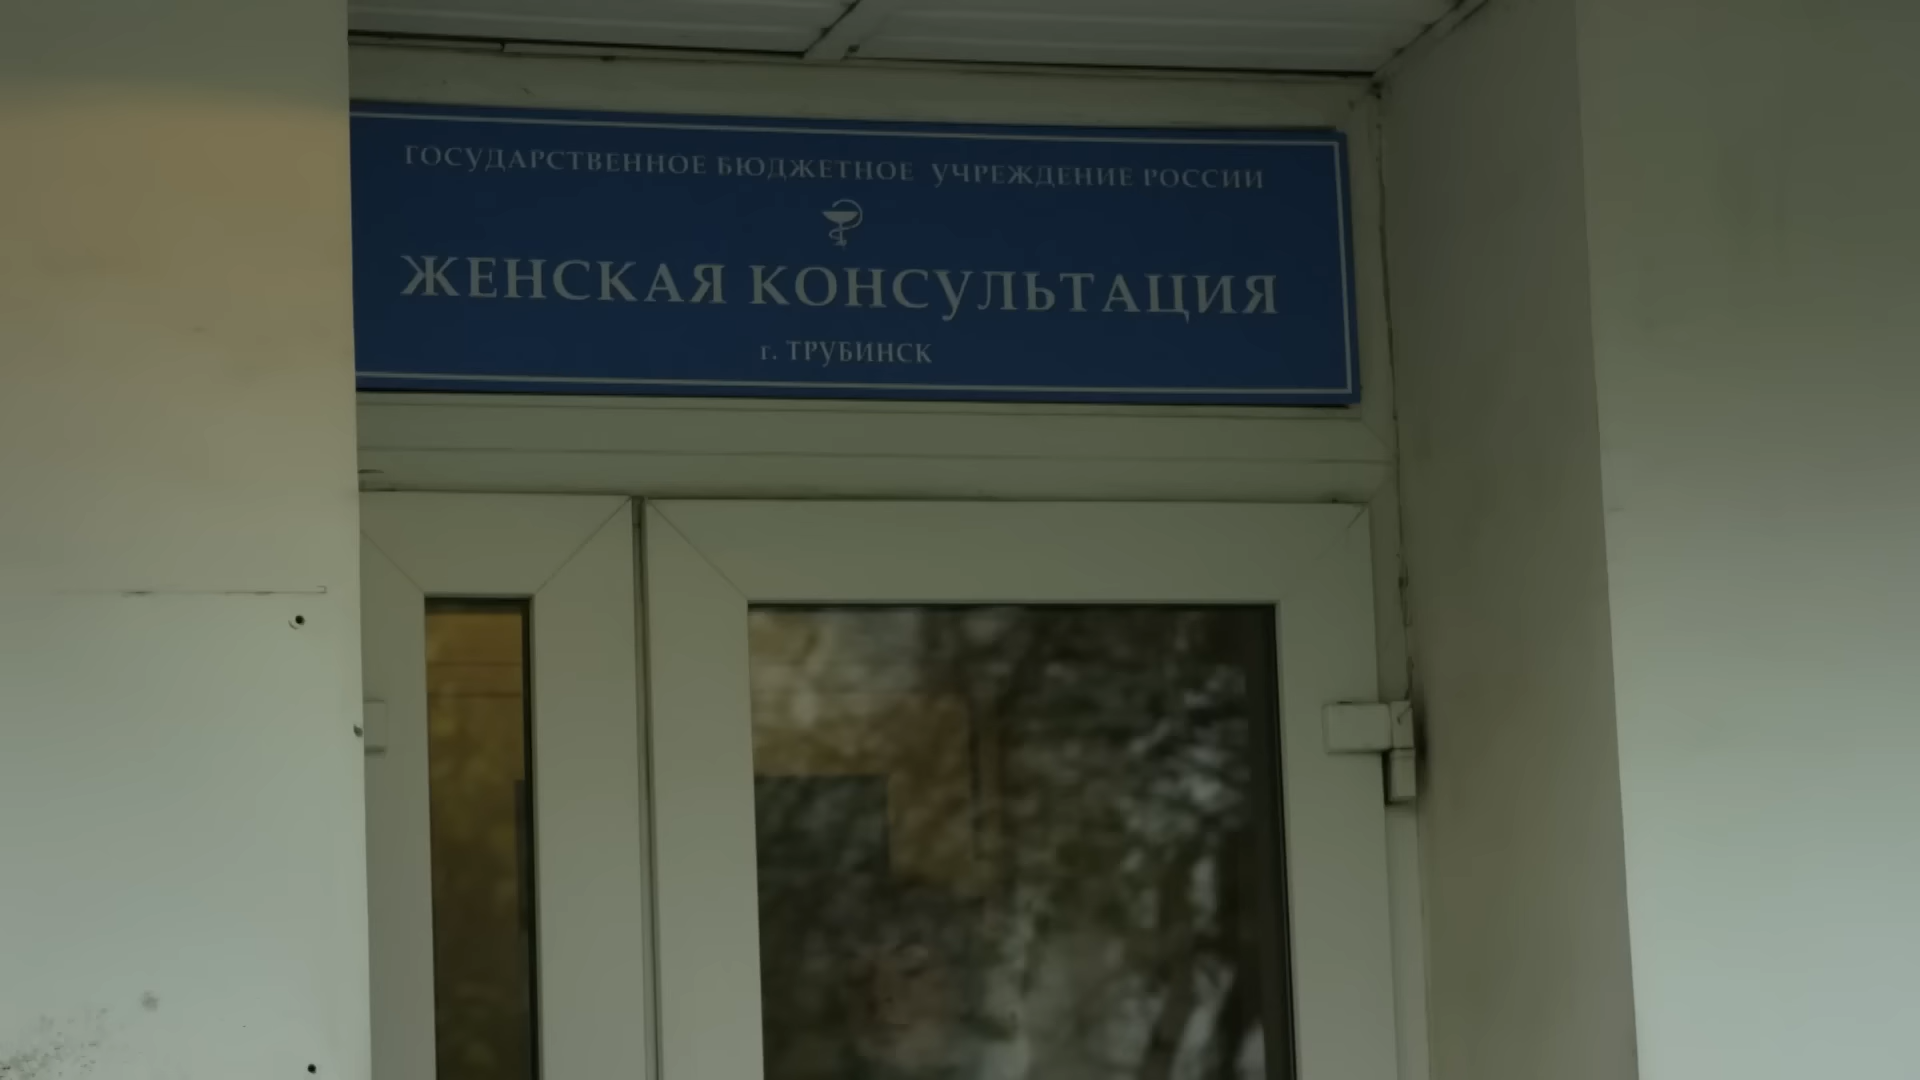 ГОСУДАРСТВЕННОЕ БЮДЖЕТНОЕ УЧРЕЖДЕНИЕ РОССИИ
ЖЕНСКАЯ КОНСУЛЬТАЦИЯ
г. ТРУБИНСК